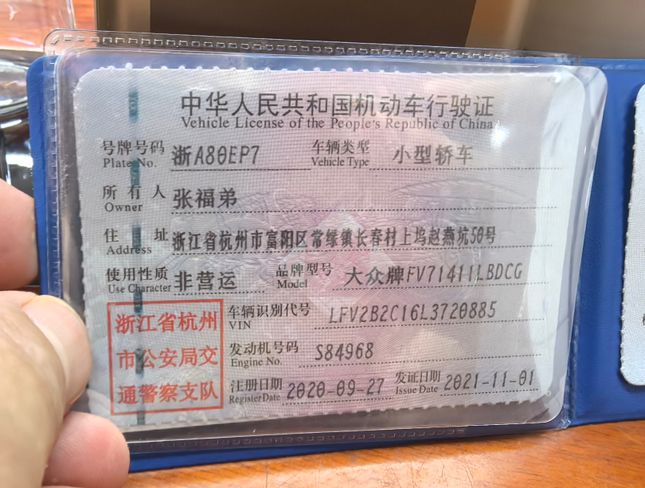 中华人民共和国机动车行驶证
Vehicle License of the People's Republic of China
号牌号码 浙A80EP7 车辆类型 小型轿车
Plate No. Vehicle Type
所有人 张福弟
Owner
住址 浙江省杭州市富阳区常绿镇长春村上坞赵燕坑50号
Address
使用性质 非营运 品牌型号 大众牌FV71411LBDCG
Use Character Model
浙江省杭州
市公安局交
通警察支队
车辆识别代号 LFV2B2C16L3720885
VIN
发动机号码 S84968
Engine No.
注册日期 2020-09-27 发证日期 2021-11-01
Register Date Issue Date